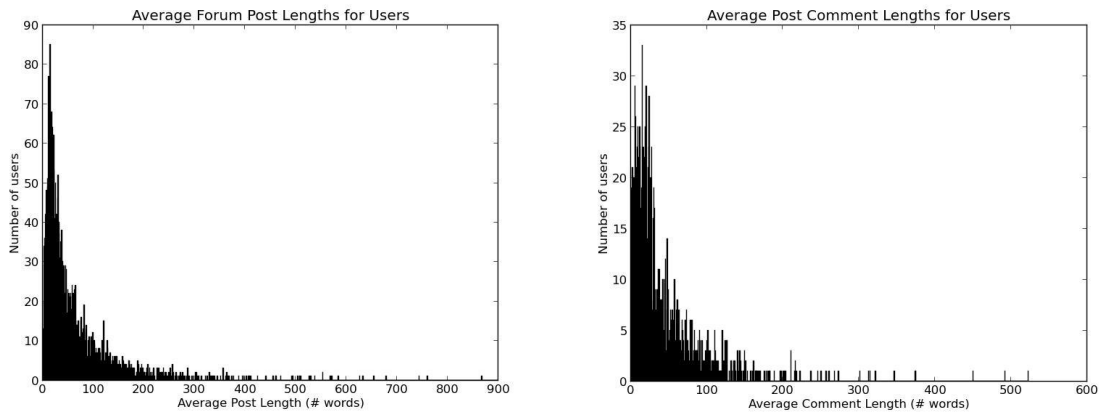 Average Forum Post Lengths for Users
90
80
70
60
50
40
30
20
10
0
Number of users
0 100 200 300 400 500 600 700 800 900
Average Post Length (# words)
Average Post Comment Lengths for Users
35
30
25
20
15
10
5
0
Number of users
0 100 200 300 400 500 600
Average Comment Length (# words)